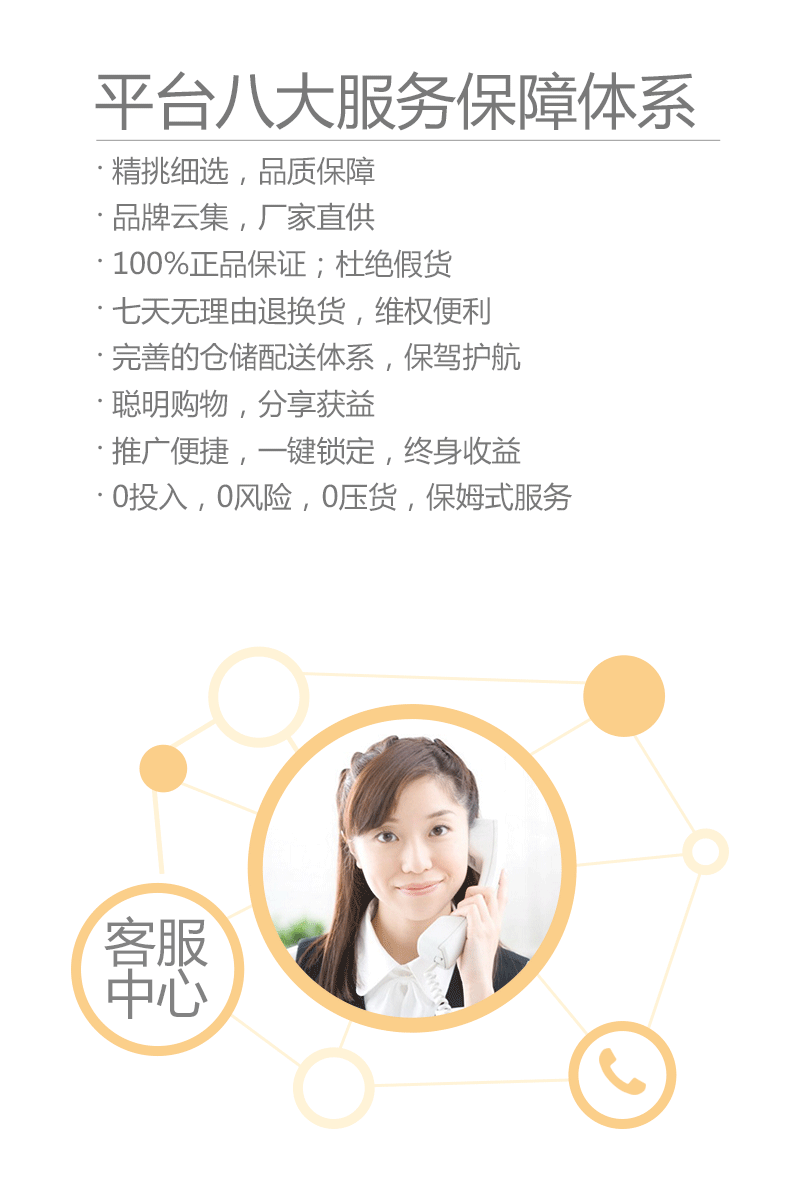 平台八大服务保障体系
· 精挑细选，品质保障
· 品牌云集，厂家直供
· 100%正品保证；杜绝假货
· 七天无理由退换货，维权便利
· 完善的仓储配送体系，保驾护航
· 聪明购物，分享获益
· 推广便捷，一键锁定，终身收益
· 0投入，0风险，0压货，保姆式服务
客服
中心